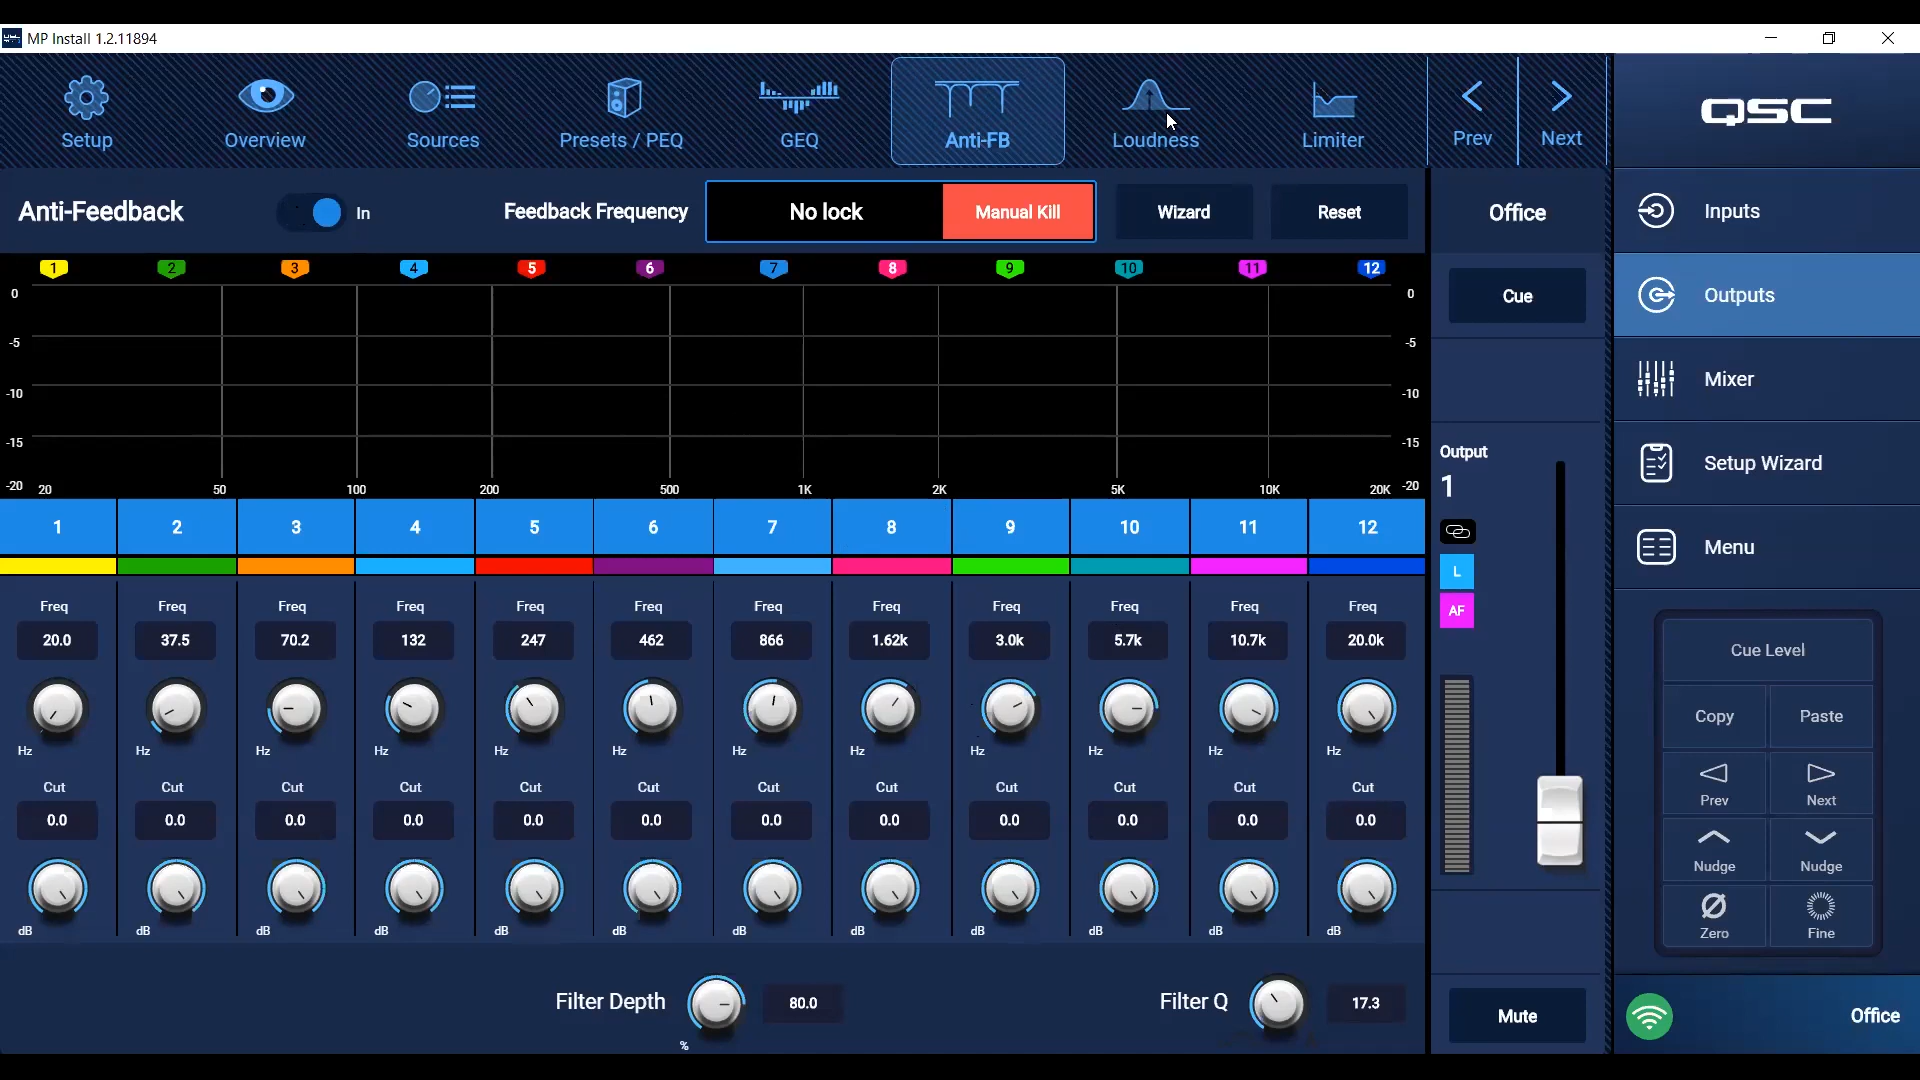 MP Install 1.2.11894
Setup
Overview
Sources
Presets / PEQ
GEQ
Anti-FB
Loudness
Limiter
Prev
Next
QSC
Anti-Feedback
In
Feedback Frequency
No lock
Manual Kill
Wizard
Reset
Office
Inputs
1 2 3 4 5 6 7 8 9 10 11 12
0 0
-5 -5
-10 -10
-15 -15
-20 20 50 100 200 500 1K 2K 5K 10K 20K -20
1 2 3 4 5 6 7 8 9 10 11 12
Freq Freq Freq Freq Freq Freq Freq Freq Freq Freq Freq Freq
20.0 37.5 70.2 132 247 462 866 1.62k 3.0k 5.7k 10.7k 20.0k
Hz Hz Hz Hz Hz Hz Hz Hz Hz Hz Hz Hz
Cut Cut Cut Cut Cut Cut Cut Cut Cut Cut Cut Cut
0.0 0.0 0.0 0.0 0.0 0.0 0.0 0.0 0.0 0.0 0.0 0.0
dB dB dB dB dB dB dB dB dB dB dB dB
Filter Depth
80.0
%
Filter Q
17.3
Cue
Output
1
L
AF
Mute
Outputs
Mixer
Setup Wizard
Menu
Cue Level
Copy
Paste
Prev
Next
Nudge
Nudge
Zero
Fine
Office